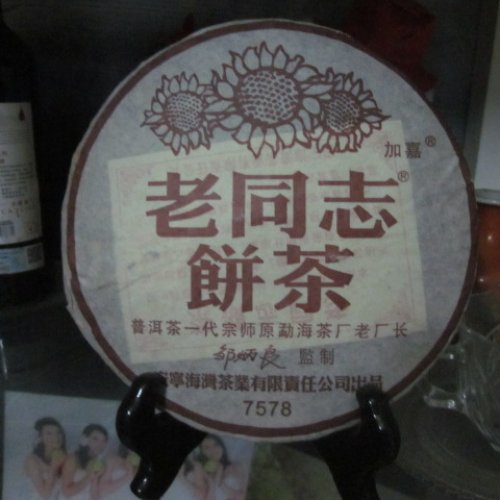 加嘉®
老同志®
餅茶
普洱茶一代宗师原勐海茶厂老厂长
邹炳良 監制
安寧海灣茶業有限責任公司出品
7578